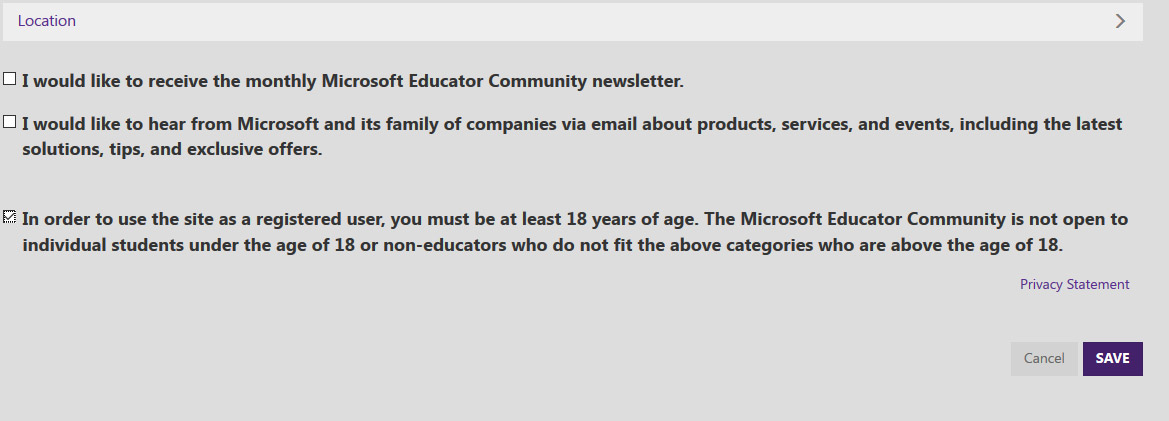 Location
I would like to receive the monthly Microsoft Educator Community newsletter.
I would like to hear from Microsoft and its family of companies via email about products, services, and events, including the latest
solutions, tips, and exclusive offers.
In order to use the site as a registered user, you must be at least 18 years of age. The Microsoft Educator Community is not open to
individual students under the age of 18 or non-educators who do not fit the above categories who are above the age of 18.
Privacy Statement
Cancel SAVE